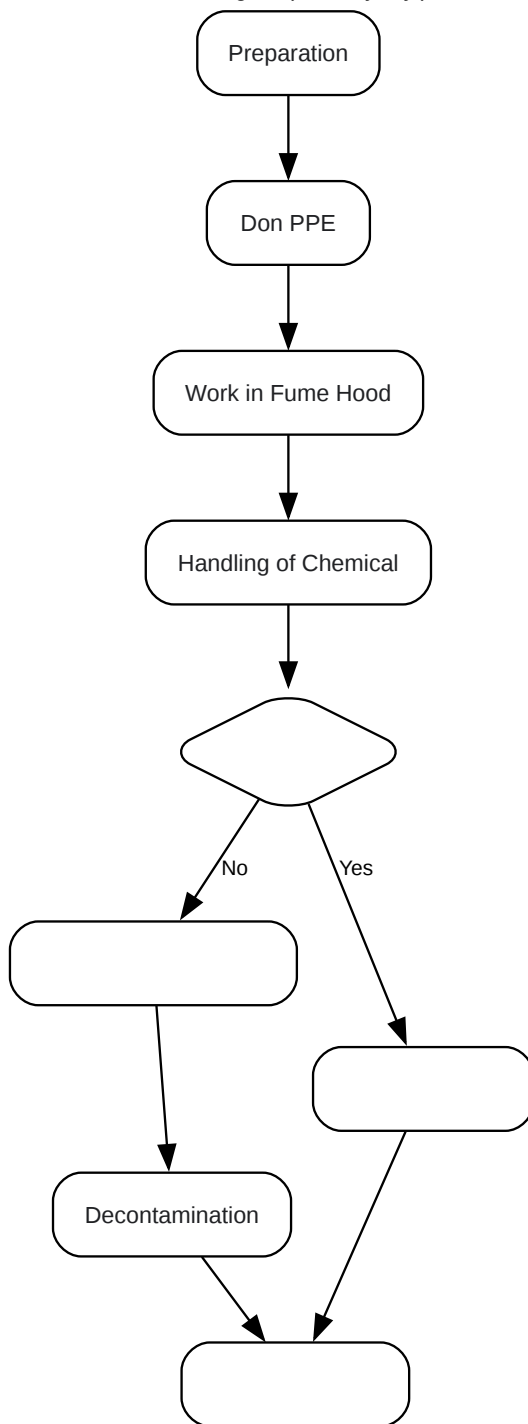 Preparation
Don PPE
Work in Fume Hood
Handling of Chemical
No
Yes
Decontamination